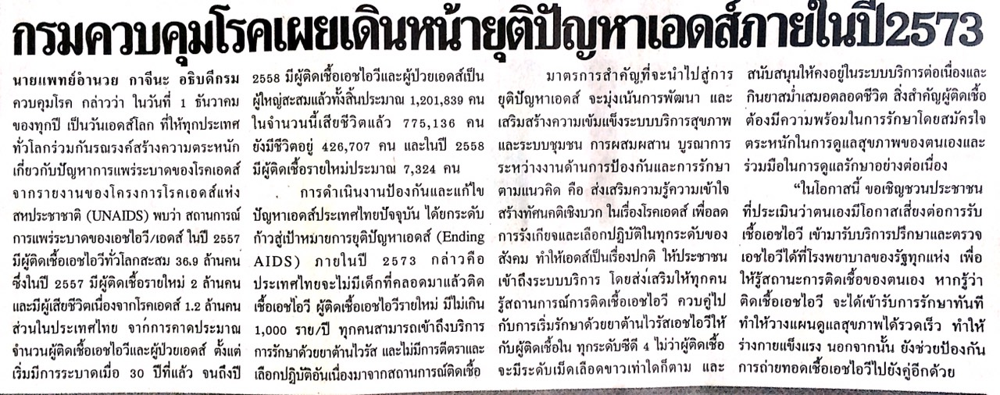 กรมควบคุมโรคเผยเดินหน้ายุติปัญหาเอดส์ภายในปี2573
นายแพทย์อำนวย กาจีนะ อธิบดีกรม
ควบคุมโรค กล่าวว่า ในวันที่ 1 ธันวาคม
ของทุกปี เป็นวันเอดส์โลก ที่ให้ทุกประเทศ
ทั่วโลกร่วมกันรณรงค์สร้างความตระหนัก
เกี่ยวกับปัญหาการแพร่ระบาดของโรคเอดส์
จากรายงานของโครงการโรคเอดส์แห่ง
สหประชาชาติ (UNAIDS) พบว่า สถานการณ์
การแพร่ระบาดของเอชไอวี/เอดส์ ในปี 2557
มีผู้ติดเชื้อเอชไอวีทั่วโลกสะสม 36.9 ล้านคน
ซึ่งในปี 2557 มีผู้ติดเชื้อรายใหม่ 2 ล้านคน
และมีผู้เสียชีวิตเนื่องจากโรคเอดส์ 1.2 ล้านคน
ส่วนในประเทศไทย จากการคาดประมาณ
จำนวนผู้ติดเชื้อเอชไอวีและผู้ป่วยเอดส์ ตั้งแต่
เริ่มมีการระบาดเมื่อ 30 ปีที่แล้ว จนถึงปี
2558 มีผู้ติดเชื้อเอชไอวีและผู้ป่วยเอดส์เป็น
ผู้ใหญ่สะสมแล้วทั้งสิ้นประมาณ 1,201,839 คน
ในจำนวนนี้เสียชีวิตแล้ว 775,136 คน
ยังมีชีวิตอยู่ 426,707 คน และในปี 2558
มีผู้ติดเชื้อรายใหม่ประมาณ 7,324 คน
การดำเนินงานป้องกันและแก้ไข
ปัญหาเอดส์ประเทศไทยปัจจุบัน ได้ยกระดับ
ก้าวสู่เป้าหมายการยุติปัญหาเอดส์ (Ending
AIDS) ภายในปี 2573 กล่าวคือ
ประเทศไทยจะไม่มีเด็กที่คลอดมาแล้วติด
เชื้อเอชไอวี ผู้ติดเชื้อเอชไอวีรายใหม่ มีไม่เกิน
1,000 ราย/ปี ทุกคนสามารถเข้าถึงบริการ
การรักษาด้วยยาต้านไวรัส และไม่มีการตีตราและ
เลือกปฏิบัติอันเนื่องมาจากสถานการณ์ติดเชื้อ
มาตรการสำคัญที่จะนำไปสู่การ
ยุติปัญหาเอดส์ จะมุ่งเน้นการพัฒนา และ
เสริมสร้างความเข้มแข็งระบบบริการสุขภาพ
และระบบชุมชน การผสมผสาน บูรณาการ
ระหว่างงานด้านการป้องกันและการรักษา
ตามแนวคิด คือ ส่งเสริมความรู้ความเข้าใจ
สร้างทัศนคติเชิงบวก ในเรื่องโรคเอดส์ เพื่อลด
การรังเกียจและเลือกปฏิบัติในทุกระดับของ
สังคม ทำให้เอดส์เป็นเรื่องปกติ ให้ประชาชน
เข้าถึงระบบบริการ โดยส่งเสริมให้ทุกคน
รู้สถานการณ์การติดเชื้อเอชไอวี ควบคู่ไป
กับการเริ่มรักษาด้วยยาต้านไวรัสเอชไอวีให้
กับผู้ติดเชื้อใน ทุกระดับซีดี 4 ไม่ว่าผู้ติดเชื้อ
จะมีระดับเม็ดเลือดขาวเท่าใดก็ตาม และ
สนับสนุนให้คงอยู่ในระบบบริการต่อเนื่องและ
กินยาสม่ำเสมอตลอดชีวิต สิ่งสำคัญผู้ติดเชื้อ
ต้องมีความพร้อมในการรักษาโดยสมัครใจ
ตระหนักในการดูแลสุขภาพของตนเองและ
ร่วมมือในการดูแลรักษาอย่างต่อเนื่อง
“ในโอกาสนี้ ขอเชิญชวนประชาชน
ที่ประเมินว่าตนเองมีโอกาสเสี่ยงต่อการรับ
เชื้อเอชไอวี เข้ามารับบริการปรึกษาและตรวจ
เอชไอวีได้ที่โรงพยาบาลของรัฐทุกแห่ง เพื่อ
ให้รู้สถานะการติดเชื้อของตนเอง หากรู้ว่า
ติดเชื้อเอชไอวี จะได้เข้ารับการรักษาทันที
ทำให้วางแผนดูแลสุขภาพได้รวดเร็ว ทำให้
ร่างกายแข็งแรง นอกจากนั้น ยังช่วยป้องกัน
การถ่ายทอดเชื้อเอชไอวีไปยังคู่อีกด้วย